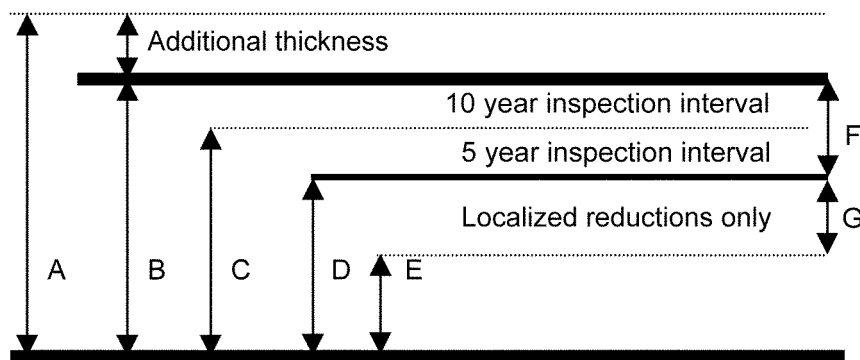 Additional thickness
10 year inspection interval
F
5 year inspection interval
Localized reductions only
G
A
B
C
D
E